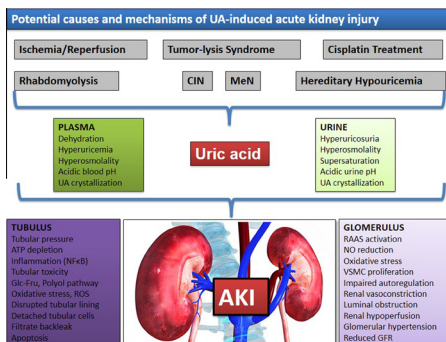 Potential causes and mechanisms of UA-induced acute kidney injury
Ischemia/Reperfusion
Tumor-lysis Syndrome
Cisplatin Treatment
Rhabdomyolysis
CIN
MeN
Hereditary Hypouricemia
PLASMA
Dehydration
Hyperuricemia
Hyperosmolality
Acidic blood pH
UA crystallization
Uric acid
URINE
Hyperuricosuria
Hyperosmolality
Supersaturation
Acidic urine pH
UA crystallization
TUBULUS
Tubular pressure
ATP depletion
Inflammation (NFκB)
Tubular toxicity
Glc-Fru, Polyol pathway
Oxidative stress, ROS
Disrupted tubular lining
Detached tubular cells
Filtrate backleak
Apoptosis
AKI
GLOMERULUS
RAAS activation
NO reduction
Oxidative stress
VSMC proliferation
Impaired autoregulation
Renal vasoconstriction
Luminal obstruction
Renal hypoperfusion
Glomerular hypertension
Reduced GFR